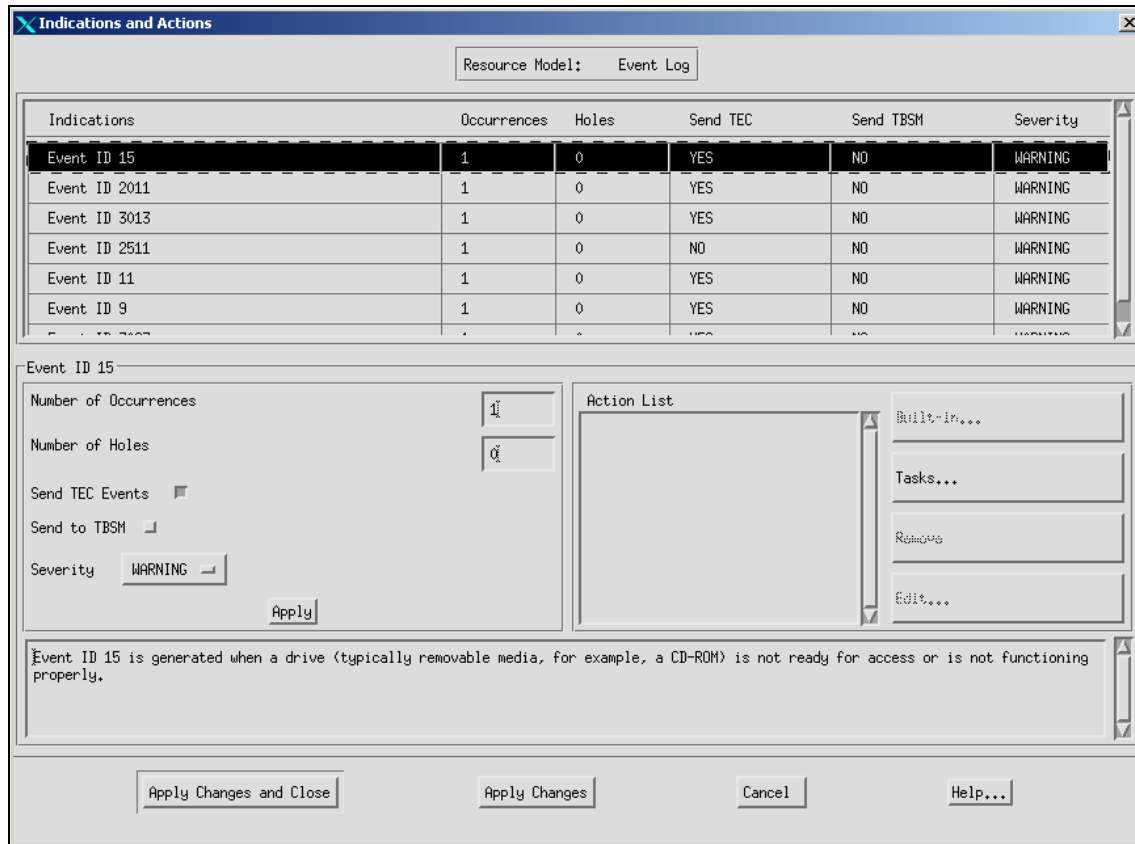 Indications and Actions
Resource Model: Event Log
Indications Occurrences Holes Send TEC Send TBSM Severity
Event ID 15 1 0 YES NO WARNING
Event ID 2011 1 0 YES NO WARNING
Event ID 3013 1 0 YES NO WARNING
Event ID 2511 1 0 NO NO WARNING
Event ID 11 1 0 YES NO WARNING
Event ID 9 1 0 YES NO WARNING
Event ID 15
Number of Occurrences 1
Number of Holes 0
Send TEC Events
Send to TBSM
Severity WARNING
Apply
Action List
Built-in...
Tasks...
Remove
Edit...
Event ID 15 is generated when a drive (typically removable media, for example, a CD-ROM) is not ready for access or is not functioning
properly.
Apply Changes and Close Apply Changes Cancel Help...